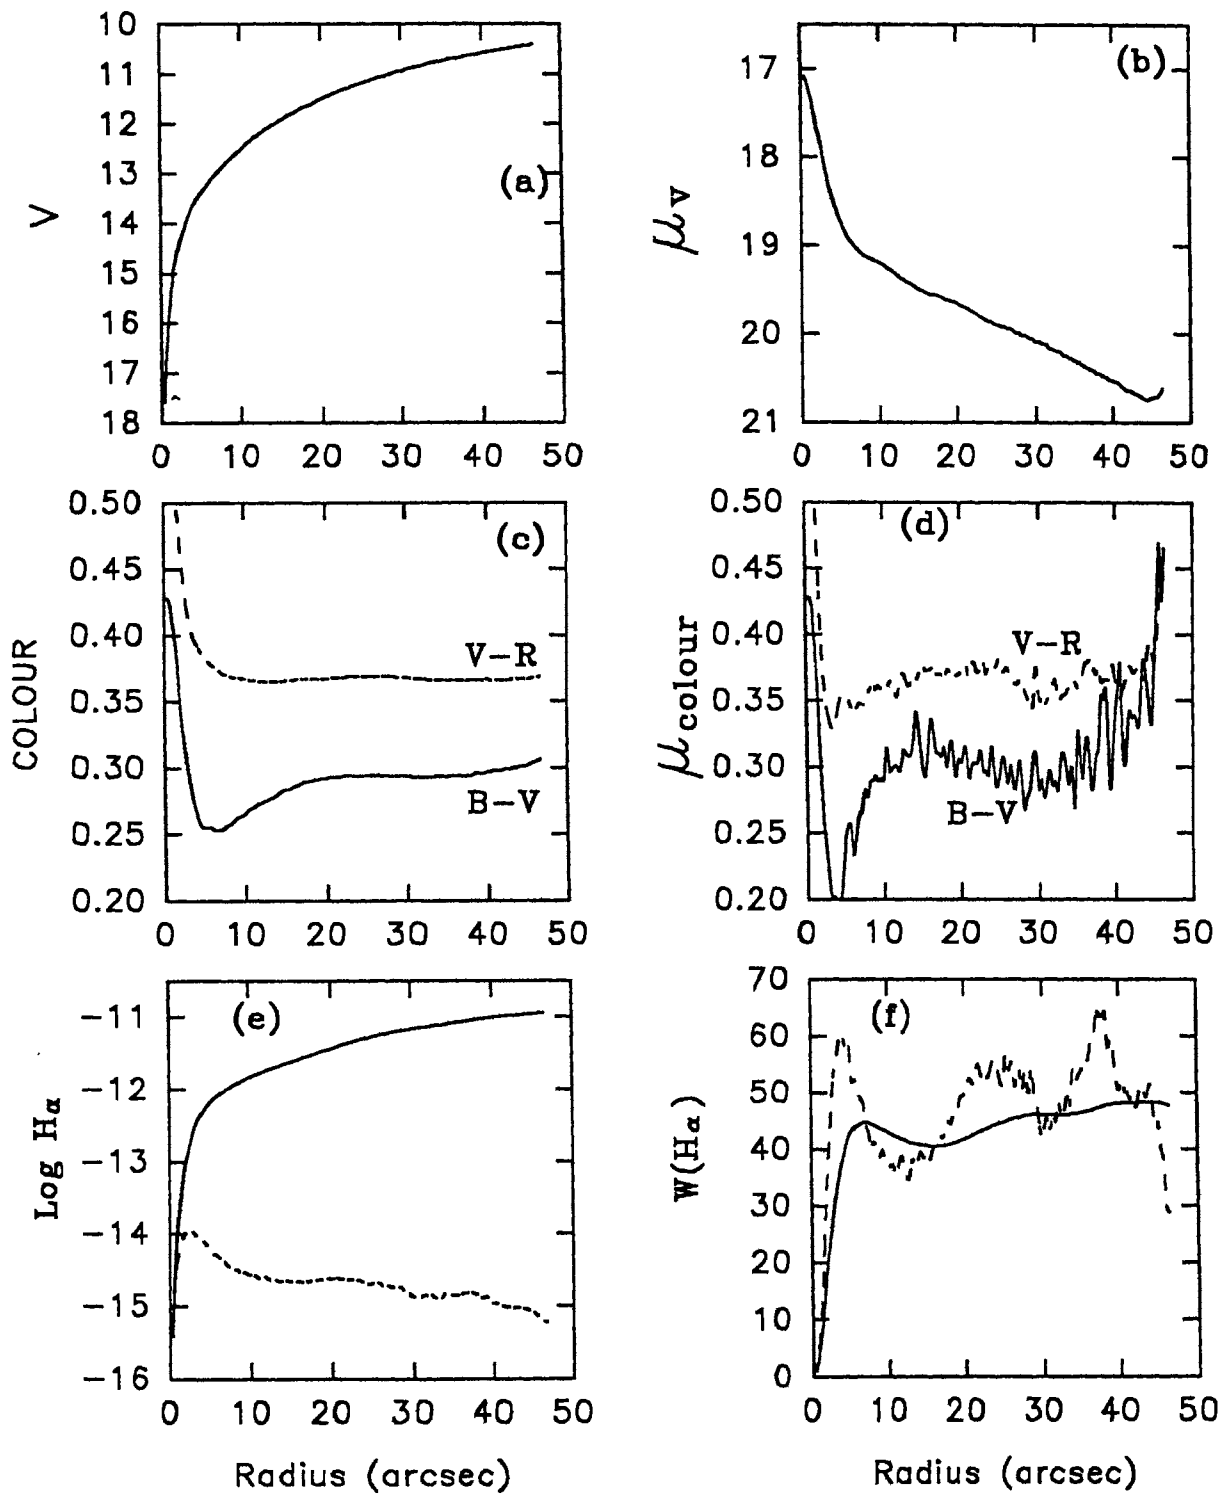 10
11
12
13
14
15
16
17
18
V
(a)
0 10 20 30 40 50
17
18
19
20
21
μV
(b)
0 10 20 30 40 50
0.50
0.45
0.40
0.35
0.30
0.25
0.20
COLOUR
(c)
V-R
B-V
0 10 20 30 40 50
0.50
0.45
0.40
0.35
0.30
0.25
0.20
μcolour
(d)
V-R
B-V
0 10 20 30 40 50
-11
-12
-13
-14
-15
-16
Log Hα
(e)
0 10 20 30 40 50
Radius (arcsec)
70
60
50
40
30
20
10
0
W(Hα)
(f)
0 10 20 30 40 50
Radius (arcsec)